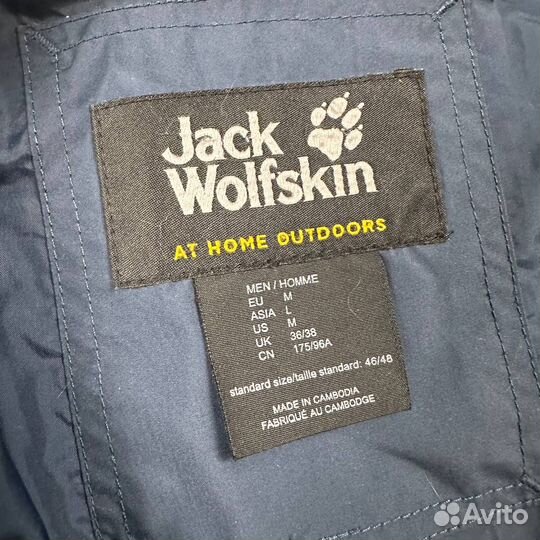 Jack
Wolfskin
AT HOME OUTDOORS
MEN / HOMME
EU M
ASIA L
US M
UK 36/38
CN 175/96A
standard size/taille standard: 46/48
MADE IN CAMBODIA
FABRIQUÉ AU CAMBODGE
Avito